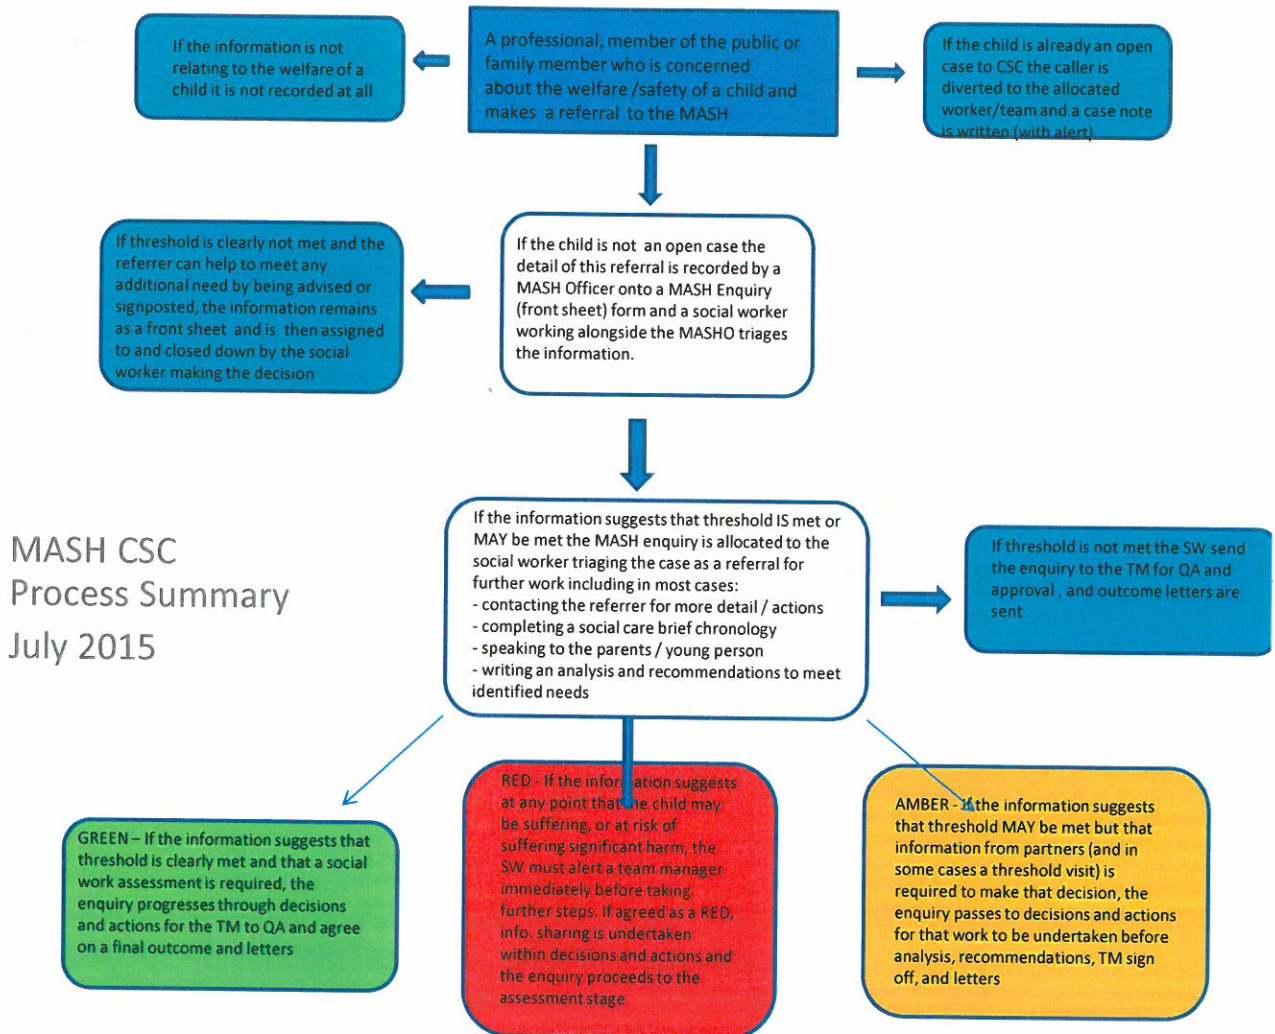 If the information is not
relating to the welfare of a
child it is not recorded at all
A professional, member of the public or
family member who is concerned
about the welfare /safety of a child and
makes a referral to the MASH
If the child is already an open
case to CSC the caller is
diverted to the allocated
worker/team and a case note
is written (with alert)
If threshold is clearly not met and the
referrer can help to meet any
additional need by being advised or
signposted, the information remains
as a front sheet and is then assigned
to and closed down by the social
worker making the decision
If the child is not an open case the
detail of this referral is recorded by a
MASH Officer onto a MASH Enquiry
(front sheet) form and a social worker
working alongside the MASHO triages
the information.
MASH CSC
Process Summary
July 2015
If the information suggests that threshold IS met or
MAY be met the MASH enquiry is allocated to the
social worker triaging the case as a referral for
further work including in most cases:
- contacting the referrer for more detail / actions
- completing a social care brief chronology
- speaking to the parents / young person
- writing an analysis and recommendations to meet
identified needs
If threshold is not met the SW send
the enquiry to the TM for QA and
approval , and outcome letters are
sent
GREEN – If the information suggests that
threshold is clearly met and that a social
work assessment is required, the
enquiry progresses through decisions
and actions for the TM to QA and agree
on a final outcome and letters
RED - If the information suggests
at any point that the child may
be suffering, or at risk of
suffering significant harm, the
SW must alert a team manager
immediately before taking
further steps. If agreed as a RED,
info. sharing is undertaken
within decisions and actions and
the enquiry proceeds to the
assessment stage
AMBER - If the information suggests
that threshold MAY be met but that
information from partners (and in
some cases a threshold visit) is
required to make that decision, the
enquiry passes to decisions and actions
for that work to be undertaken before
analysis, recommendations, TM sign
off, and letters